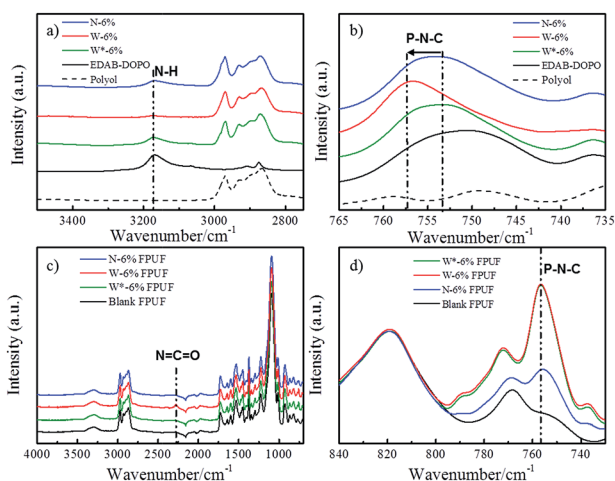 a)
N-6%
W-6%
W*-6%
EDAB-DOPO
Polyol
N-H
Intensity (a.u.)
3400 3200 3000 2800
Wavenumber/cm-1
b)
N-6%
W-6%
W*-6%
EDAB-DOPO
Polyol
P-N-C
Intensity (a.u.)
765 760 755 750 745 740 735
Wavenumber/cm-1
c)
N-6% FPUF
W-6% FPUF
W*-6% FPUF
Blank FPUF
N=C=O
Intensity (a.u.)
4000 3500 3000 2500 2000 1500 1000
Wavenumber/cm-1
d)
W*-6% FPUF
W-6% FPUF
N-6% FPUF
Blank FPUF
P-N-C
Intensity (a.u.)
840 820 800 780 760 740
Wavenumber/cm-1